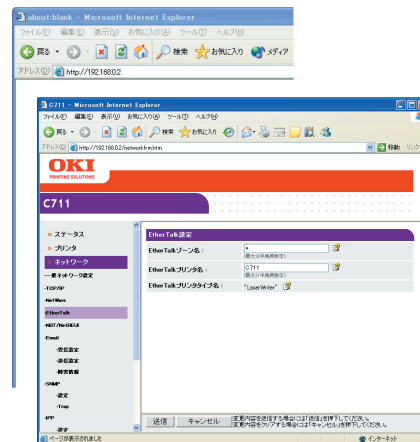 about:blank - Microsoft Internet Explorer
ファイル(F) 編集(E) 表示(V) お気に入り(A) ツール(T) ヘルプ(H)
戻る 検索 お気に入り メディア
アドレス(D) http://192.168.0.2
C711 - Microsoft Internet Explorer
ファイル(F) 編集(E) 表示(V) お気に入り(A) ツール(T) ヘルプ(H)
戻る 検索 お気に入り
アドレス(D) http://192.168.0.2/networkfrm.htm 移動 リンク
OKI
PRINTING SOLUTIONS
C711
ステータス
プリンタ
ネットワーク
一般ネットワーク設定
TCP/IP
NetWare
EtherTalk
NBT/NetBEUI
Email
受信設定
送信設定
障害情報
SNMP
設定
Trap
IPP
設定
EtherTalk設定
EtherTalkゾーン名 : *
(最大32半角英数字)
EtherTalkプリンタ名 : C711
(最大31半角英数字)
EtherTalkプリンタタイプ名 : "LaserWriter"
送信 キャンセル 変更内容を送信する場合には「送信」を押下してください。
変更内容をクリアする場合には「キャンセル」を押下してください。
ページが表示されました インターネット